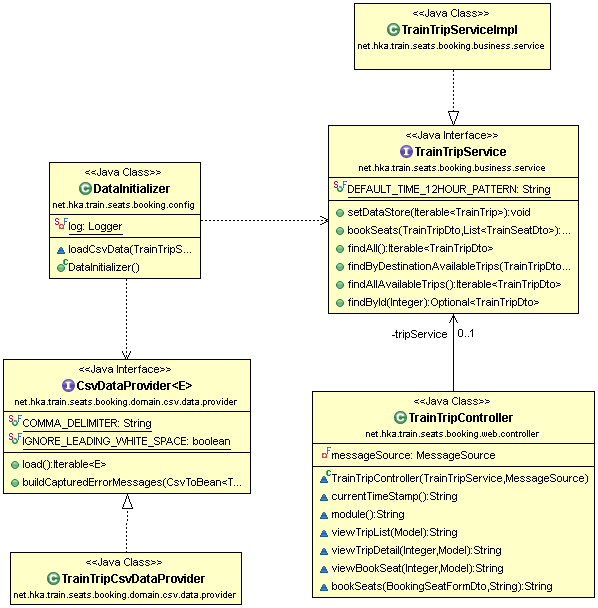 <<Java Class>>
TrainTripServiceImpl
net.hka.train.seats.booking.business.service
<<Java Interface>>
TrainTripService
net.hka.train.seats.booking.business.service
DEFAULT_TIME_12HOUR_PATTERN: String
setDataStore(Iterable<TrainTrip>):void
bookSeats(TrainTripDto,List<TrainSeatDto>):...
findAll():Iterable<TrainTripDto>
findByDestinationAvailableTrips(TrainTripDto...
findAllAvailableTrips():Iterable<TrainTripDto>
findById(Integer):Optional<TrainTripDto>
<<Java Class>>
DataInitializer
net.hka.train.seats.booking.config
log: Logger
loadCsvData(TrainTripS...
DataInitializer()
-tripService 0..1
<<Java Interface>>
CsvDataProvider<E>
net.hka.train.seats.booking.domain.csv.data.provider
COMMA_DELIMITER: String
IGNORE_LEADING_WHITE_SPACE: boolean
load():Iterable<E>
buildCapturedErrorMessages(CsvToBean<T...
<<Java Class>>
TrainTripController
net.hka.train.seats.booking.web.controller
messageSource: MessageSource
TrainTripController(TrainTripService,MessageSource)
currentTimeStamp():String
module():String
viewTripList(Model):String
viewTripDetail(Integer,Model):String
viewBookSeat(Integer,Model):String
bookSeats(BookingSeatFormDto,String):String
<<Java Class>>
TrainTripCsvDataProvider
net.hka.train.seats.booking.domain.csv.data.provider